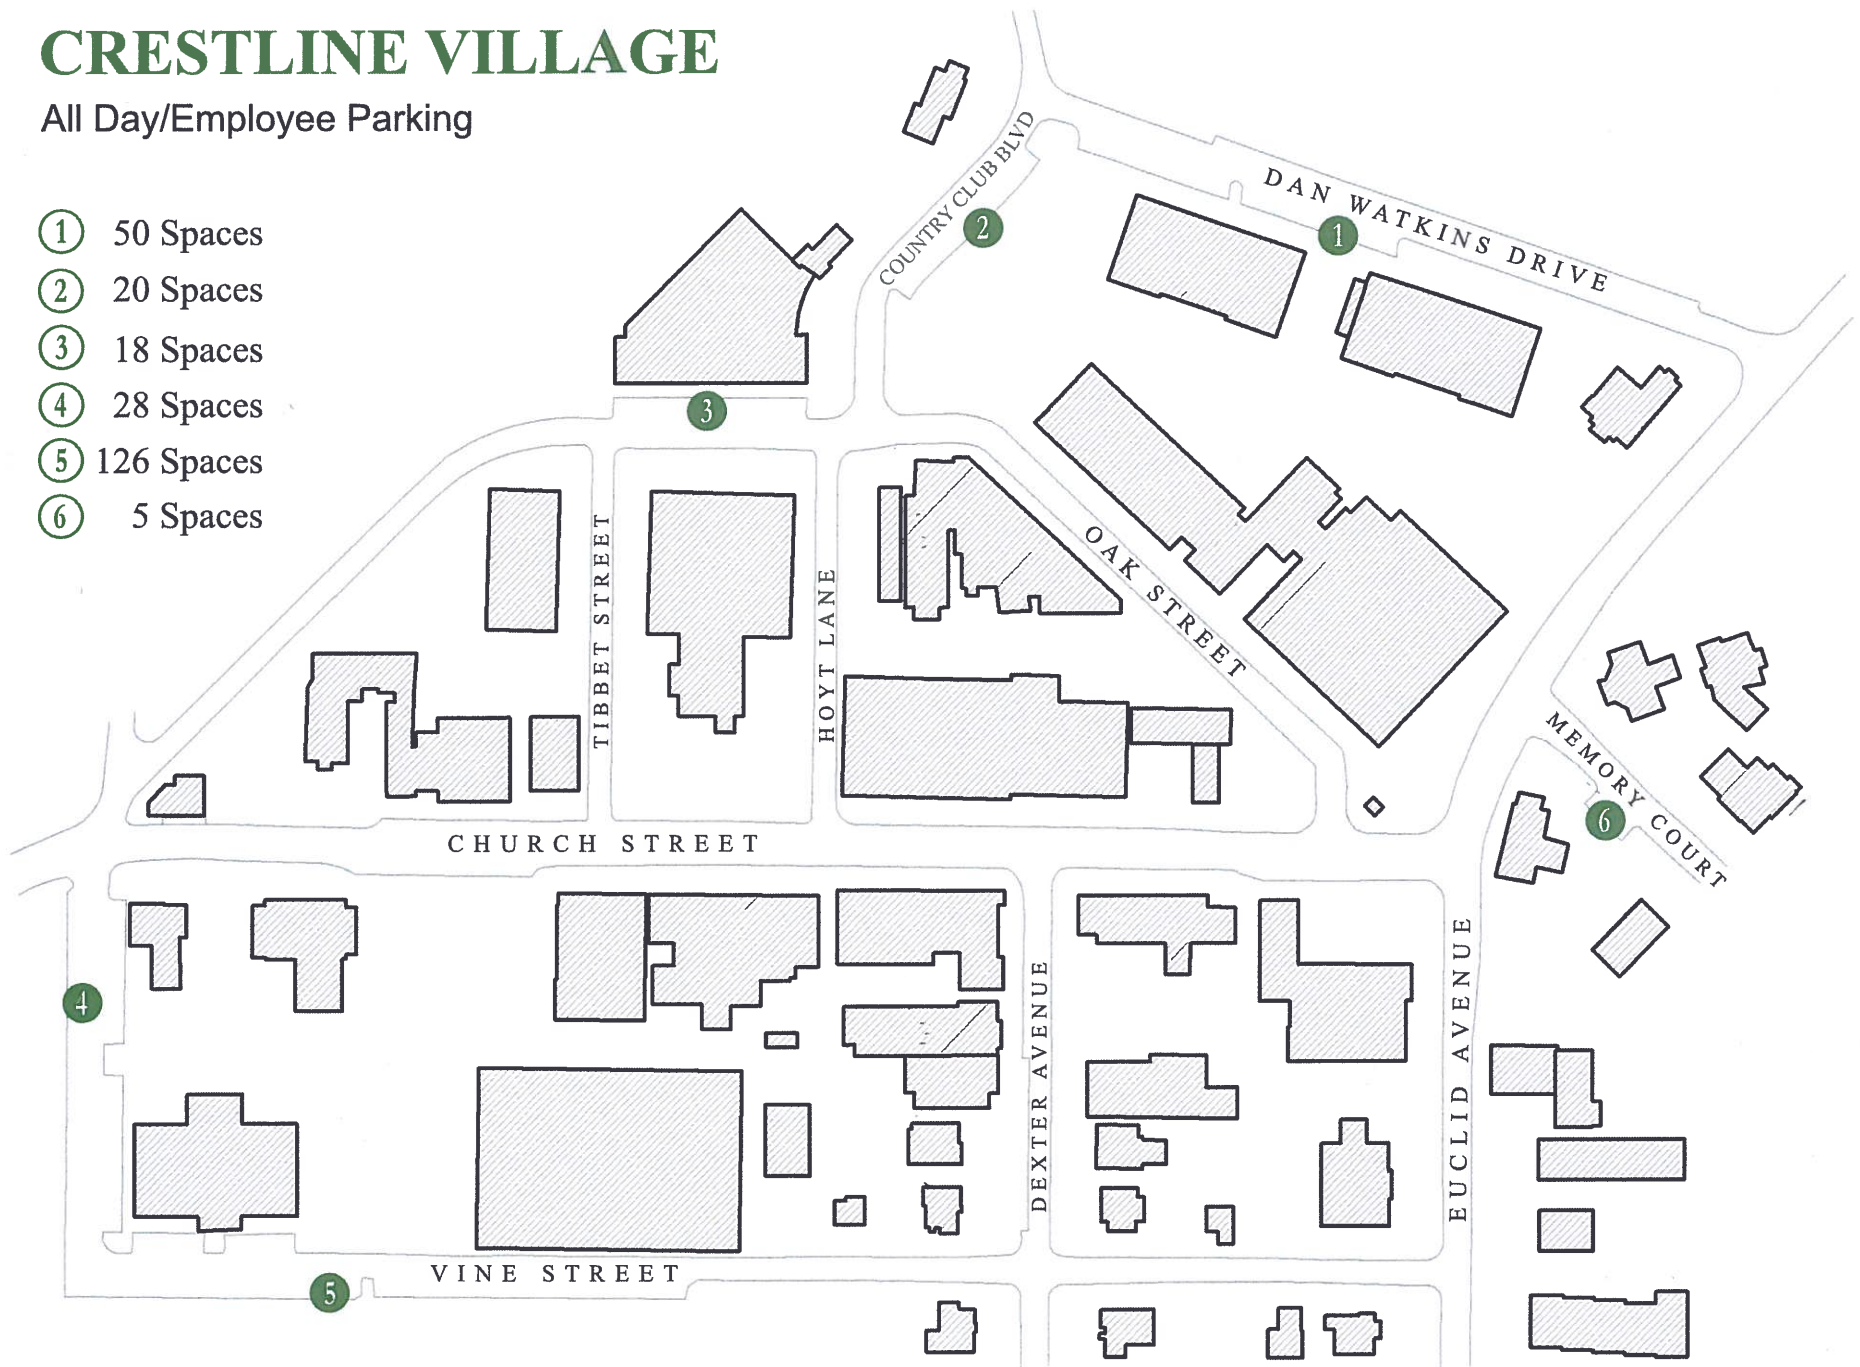 CRESTLINE VILLAGE
All Day/Employee Parking
1 50 Spaces
2 20 Spaces
3 18 Spaces
4 28 Spaces
5 126 Spaces
6 5 Spaces
COUNTRY CLUB BLVD
DAN WATKINS DRIVE
2
1
3
OAK STREET
TIBBET STREET
HOYT LANE
MEMORY COURT
6
CHURCH STREET
4
DEXTER AVENUE
EUCLID AVENUE
VINE STREET
5